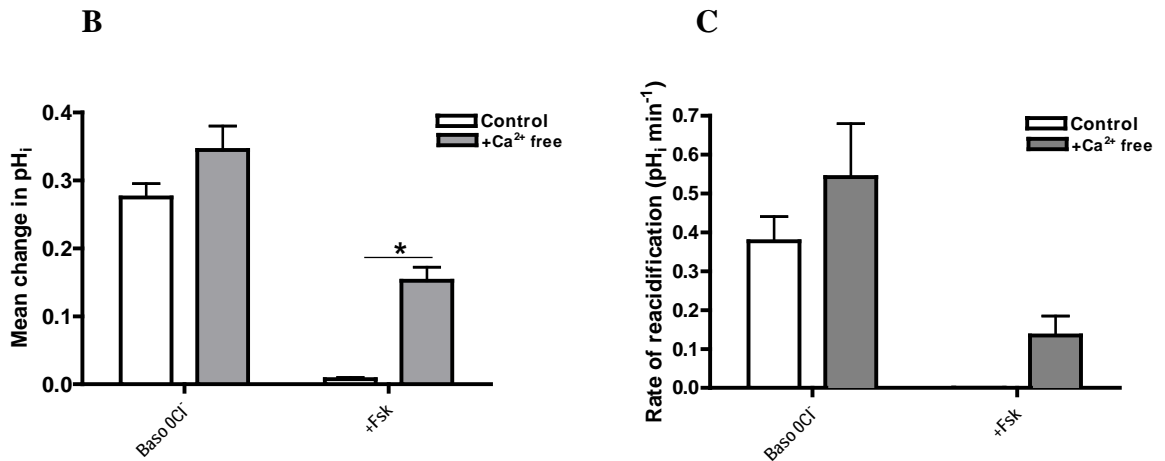 B
Mean change in pHi
0.4
0.3
0.2
0.1
0.0
Control
+Ca²⁺ free
*
Baso 0Cl⁻
+Fsk
C
Rate of reacidification (pHi min⁻¹)
0.7
0.6
0.5
0.4
0.3
0.2
0.1
0.0
Control
+Ca²⁺ free
Baso 0Cl⁻
+Fsk